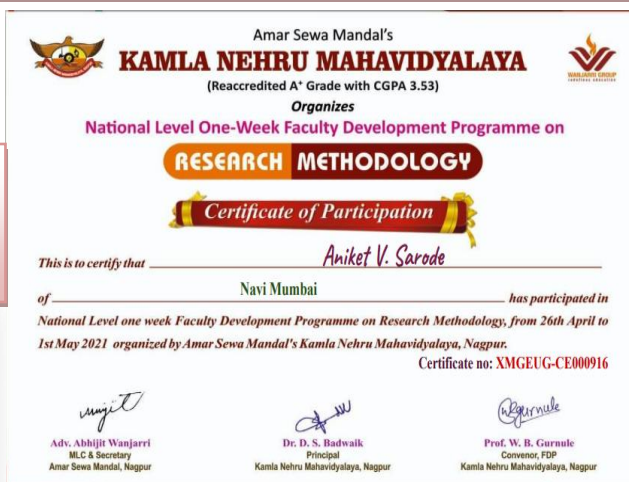 Amar Sewa Mandal's
KAMLA NEHRU MAHAVIDYALAYA
(Reaccredited A+ Grade with CGPA 3.53)
WANJARRI GROUP
Organizes
National Level One-Week Faculty Development Programme on
RESEARCH METHODOLOGY
Certificate of Participation
This is to certify that Aniket V. Sarode
of Navi Mumbai has participated in
National Level one week Faculty Development Programme on Research Methodology, from 26th April to
1st May 2021 organized by Amar Sewa Mandal's Kamla Nehru Mahavidyalaya, Nagpur.
Certificate no: XMGEUG-CE000916
Adv. Abhijit Wanjarri
MLC & Secretary
Amar Sewa Mandal, Nagpur
Dr. D. S. Badwaik
Principal
Kamla Nehru Mahavidyalaya, Nagpur
WBGurnule
Prof. W. B. Gurnule
Convenor, FDP
Kamla Nehru Mahavidyalaya, Nagpur